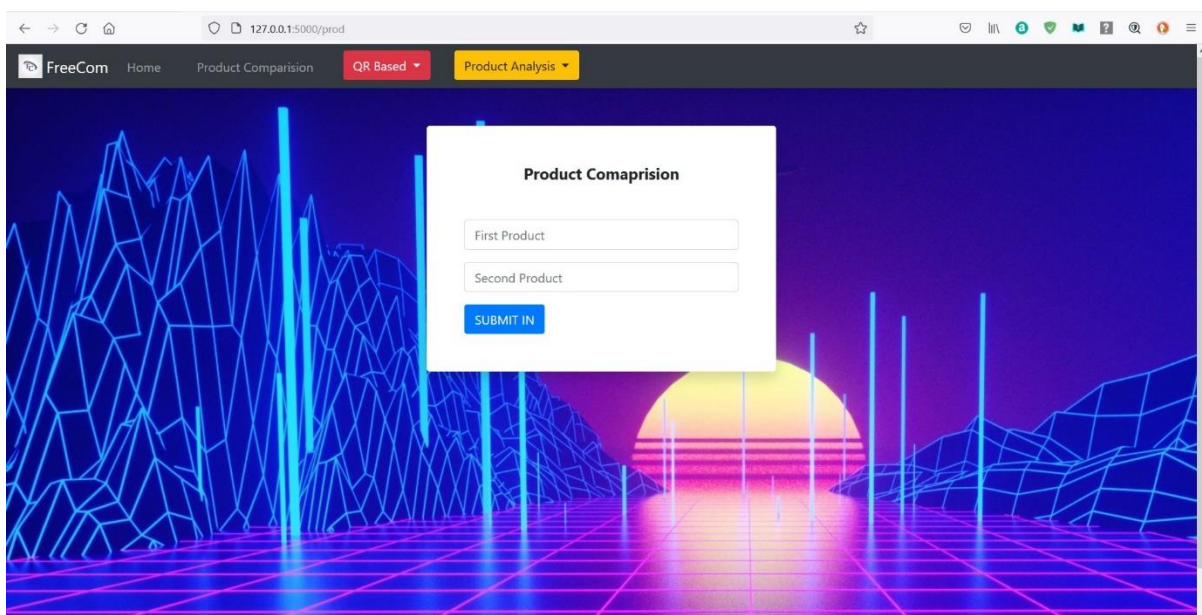 127.0.0.1:5000/prod
FreeCom Home Product Comparision QR Based Product Analysis
Product Comaprision
First Product
Second Product
SUBMIT IN